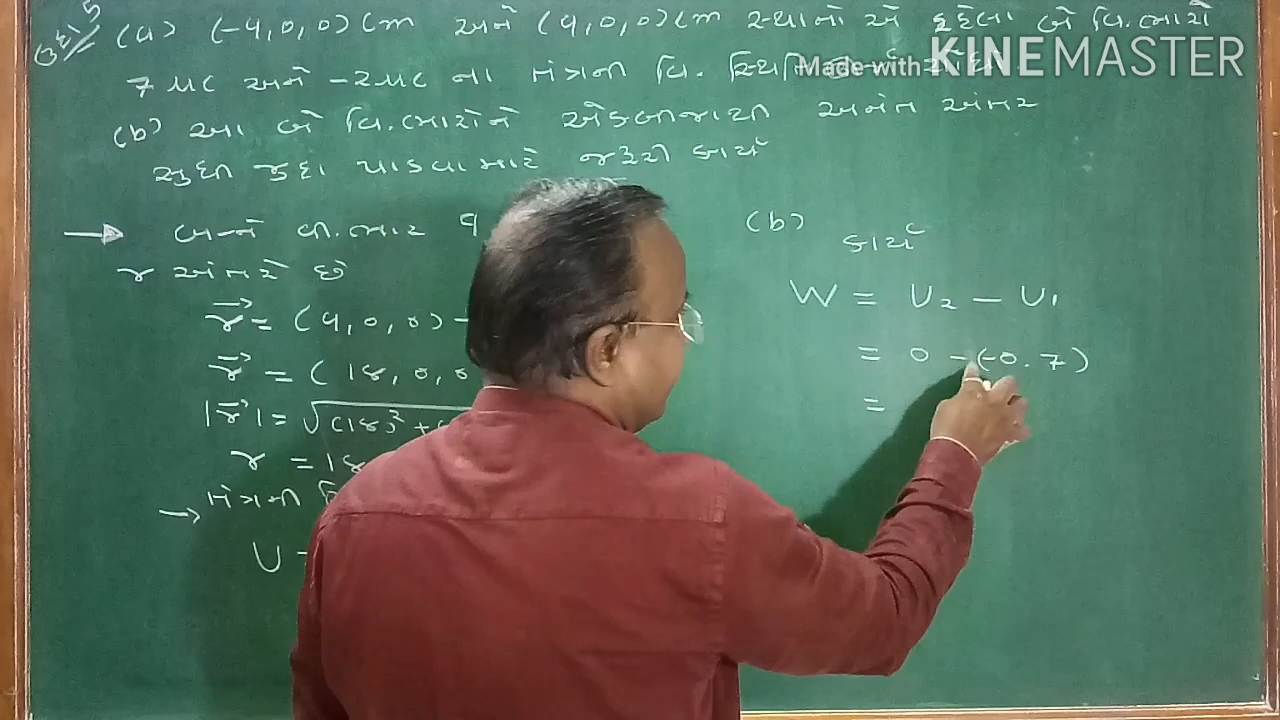 ઉદા 5
(a) (-9,0,0) cm અને (9,0,0) cm સ્થાનોએ મૂકેલા બે વિ.ભારો
7 μC અને -2 μC ના તંત્રની વિ.
Made with KINEMASTER
(b) આ બે વિ.ભારોને એકબીજાથી અનંત અંતર
સુધી જુદા પાડવા માટે જરૂરી કાર્ય
→ બન્ને વી.ભાર
r અંતરે છે
r⃗ = (9,0,0) -
r⃗ = ( 18, 0, 0
|r⃗| = √(18)² +
r = 18
→ તંત્રની
U =
(b)
કાર્ય
W = U₂ - U₁
= 0 - (-0.7)
=